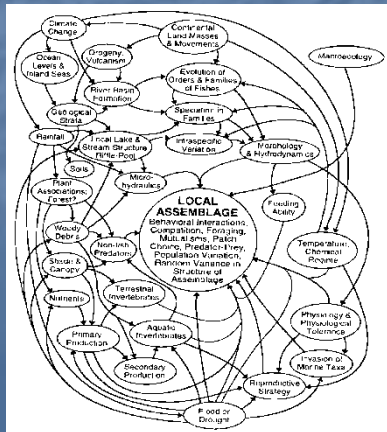 Climate
Change
Continental
Land Masses
& Movements
Ocean
Levels &
Inland Seas
Orogeny,
Vulcanism
Macroecology
Evolution of
Orders & Families
of Fishes
River Basin
Formation
Geological
Strata
Speciation in
Families
Rainfall
Local Lake &
Stream Structure
Riffle-Pool
Intraspecific
Variation
Morphology
& Hydrodynamics
Soils
Micro-
hydraulics
Plant
Associations;
Forest?
Feeding
Ability
LOCAL
ASSEMBLAGE
Behavioral Interactions,
Competition, Foraging,
Mutualisms, Patch
Choice, Predator-Prey,
Population Variation,
Random Variance in
Structure of
Assemblage
Woody
Debris
Non-fish
Predators
Temperature,
Chemical
Regime
& Canopy
Terrestrial
Invertebrates
Nutrients
Physiology &
Physiological
Tolerance
Primary
Production
Aquatic
Invertebrates
Invasion of
Marine Taxa
Secondary
Production
Reproductive
Strategy
Flood or
Drought